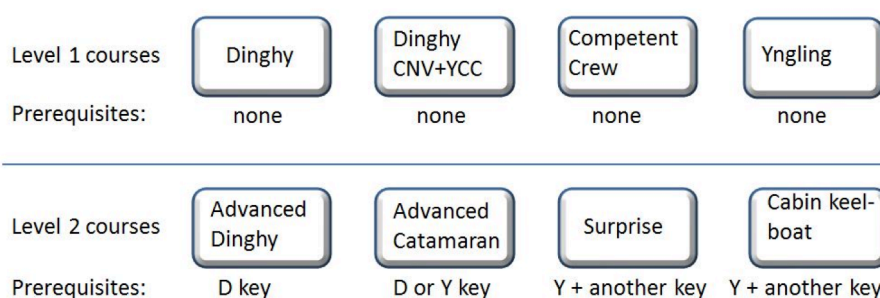 Level 1 courses
Dinghy
Dinghy
CNV+YCC
Competent
Crew
Yngling
Prerequisites: none none none none
Level 2 courses
Advanced
Dinghy
Advanced
Catamaran
Surprise
Cabin keel-
boat
Prerequisites: D key D or Y key Y + another key Y + another key